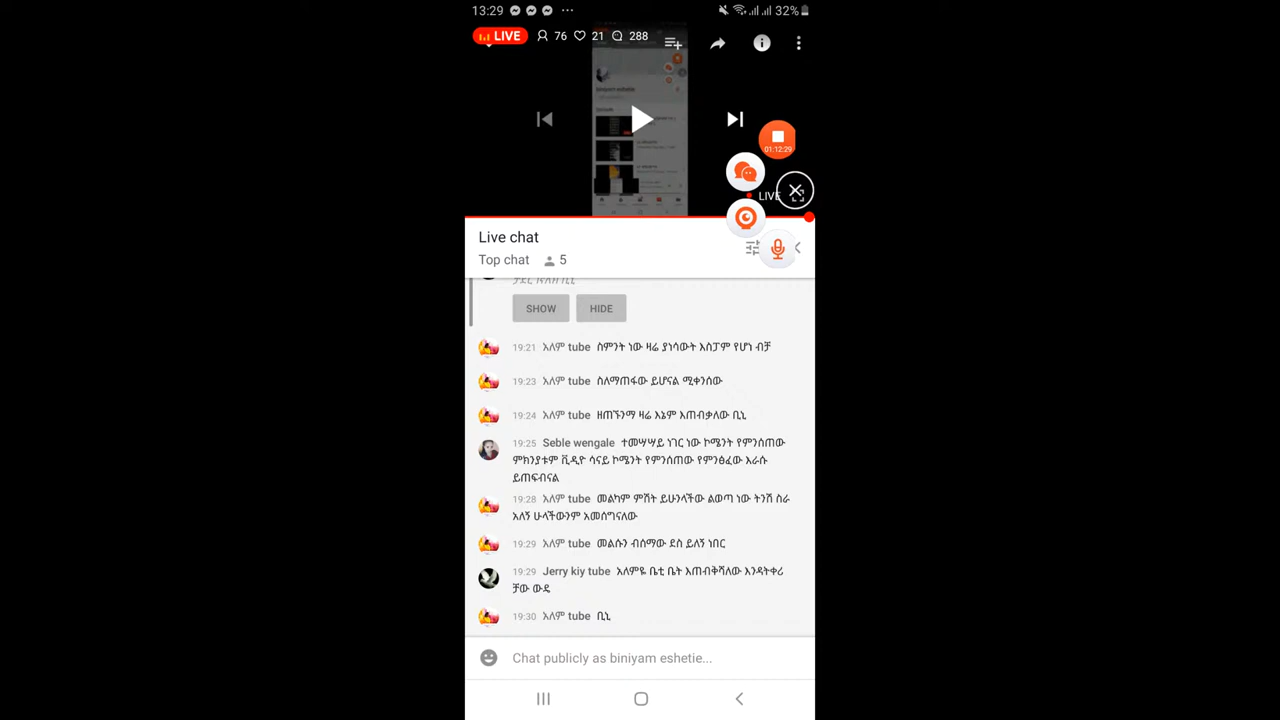 13:29 32%
LIVE 76 21 288
01:12:29
LIVE
Live chat
Top chat 5
SHOW HIDE
19:21 አለም tube ስምንት ነው ዛሬ ያነሳውት እስፓም የሆነ ብቻ
19:23 አለም tube ስለማጠፋው ይሆናል ሚቀንሰው
19:24 አለም tube ዘጠኙንማ ዛሬ እኔም እጠብቃለው ቢኒ
19:25 Seble wengale ተመሣሣይ ነገር ነው ኮሜንት የምንሰጠው
ምክንያቱም ቪዲዮ ሳናይ ኮሜንት የምንሰጠው የምንፅፈው እራሱ
ይጠፍብናል
19:28 አለም tube መልካም ምሽት ይሁንላችው ልወጣ ነው ትንሽ ስራ
አለኝ ሁላችውንም አመሰግናለው
19:29 አለም tube መልሱን ብሰማው ደስ ይለኝ ነበር
19:29 Jerry kiy tube አለምዬ ቤቲ ቤት እጠብቅሻለው እንዳትቀሪ
ቻው ውዴ
19:30 አለም tube ቢኒ
Chat publicly as biniyam eshetie...